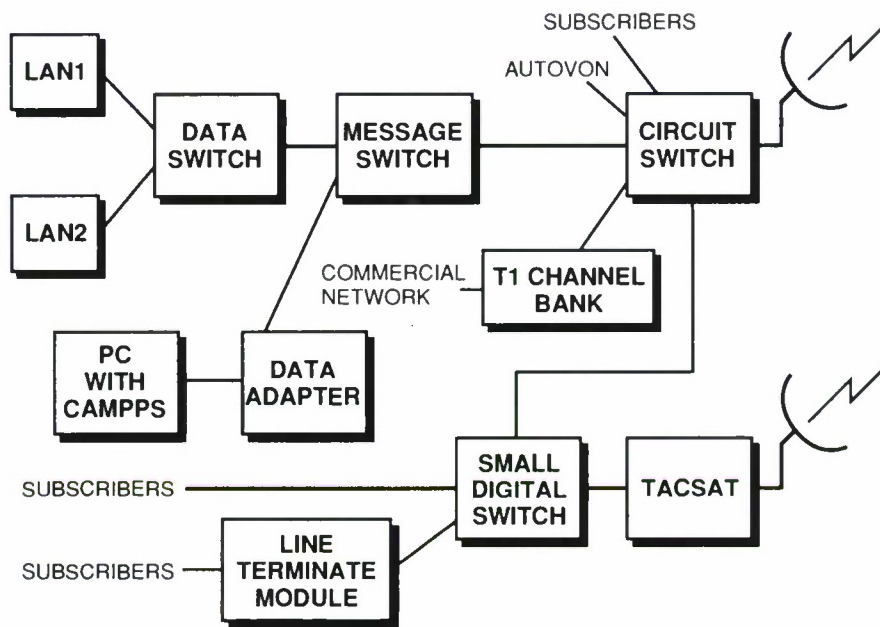 SUBSCRIBERS
AUTOVON
LAN1
DATA
SWITCH
MESSAGE
SWITCH
CIRCUIT
SWITCH
LAN2
COMMERCIAL
NETWORK
T1 CHANNEL
BANK
PC
WITH
CAMPPS
DATA
ADAPTER
SUBSCRIBERS
SMALL
DIGITAL
SWITCH
TACSAT
SUBSCRIBERS
LINE
TERMINATE
MODULE